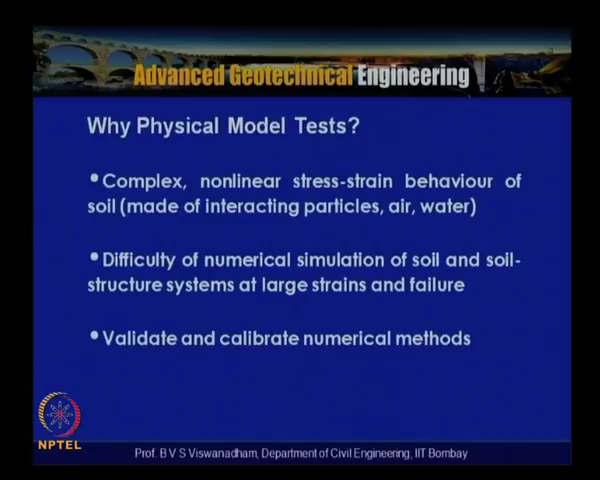 Advanced Geotechnical Engineering
Why Physical Model Tests?
•Complex, nonlinear stress-strain behaviour of
soil (made of interacting particles, air, water)
•Difficulty of numerical simulation of soil and soil-
structure systems at large strains and failure
•Validate and calibrate numerical methods
NPTEL
Prof. B V S Viswanadham, Department of Civil Engineering, IIT Bombay